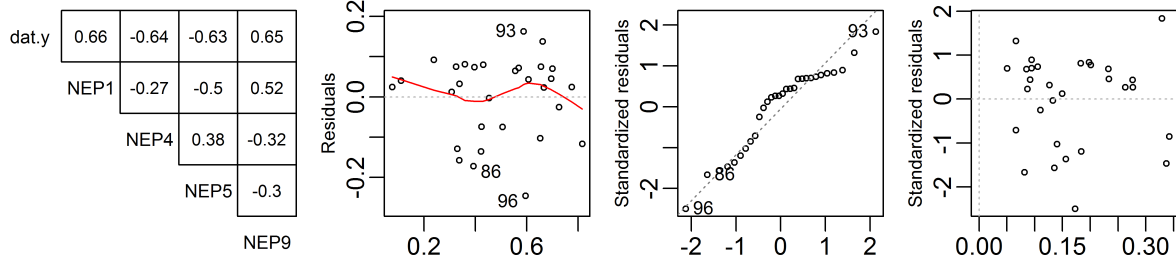 dat.y 0.66 -0.64 -0.63 0.65
NEP1 -0.27 -0.5 0.52
NEP4 0.38 -0.32
NEP5 -0.3
NEP9
Residuals
0.2
0.0
-0.2
93
86
96
0.2 0.6
Standardized residuals
2
1
0
-2
93
86
96
-2 -1 0 1 2
Standardized residuals
2
1
0
-1
-2
0.00 0.15 0.30